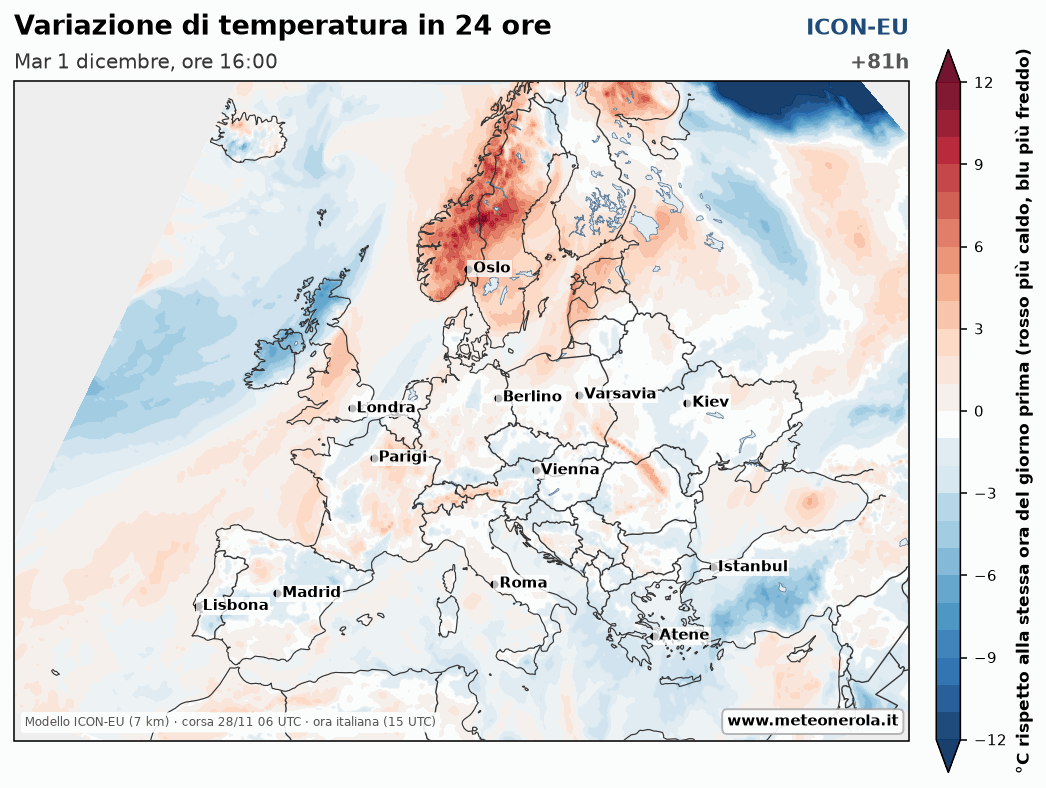 Variazione di temperatura in 24 ore
ICON-EU
Mar 1 dicembre, ore 16:00
+81h
Oslo
Londra
Berlino
Varsavia
Kiev
Parigi
Vienna
Istanbul
Roma
Madrid
Lisbona
Atene
Modello ICON-EU (7 km) · corsa 28/11 06 UTC · ora italiana (15 UTC)
www.meteonerola.it
12
9
6
3
0
−3
−6
−9
−12
°C rispetto alla stessa ora del giorno prima (rosso più caldo, blu più freddo)